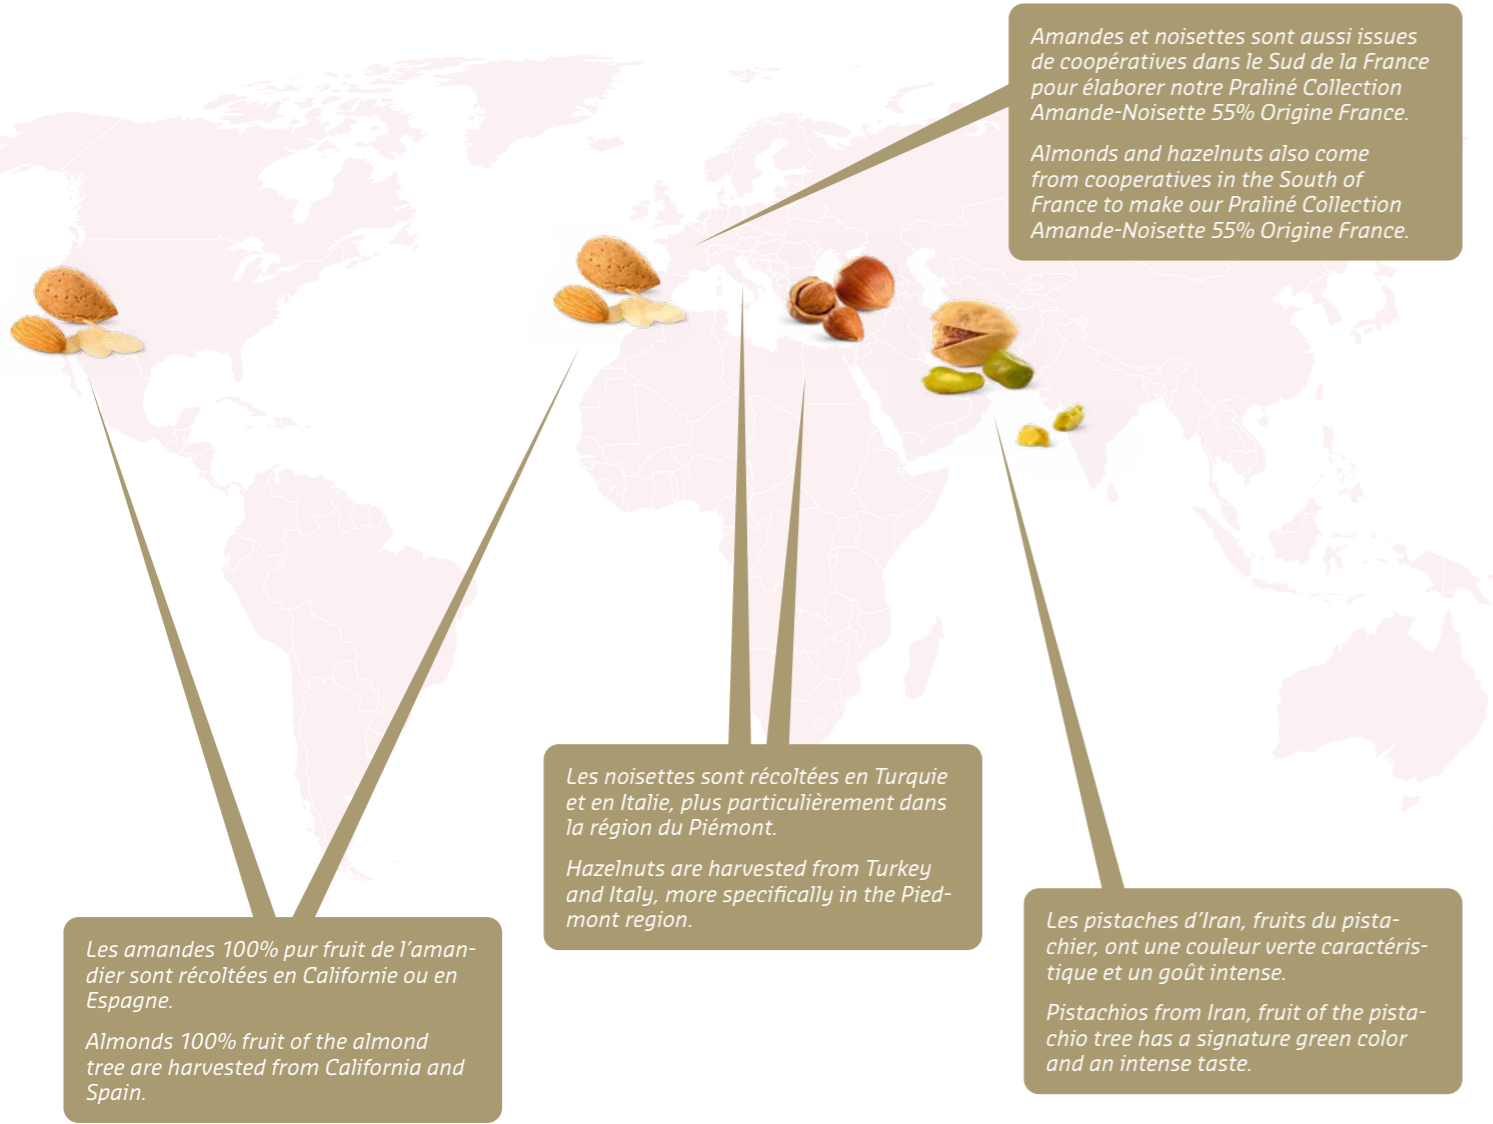 Amandes et noisettes sont aussi issues
de coopératives dans le Sud de la France
pour élaborer notre Praliné Collection
Amande-Noisette 55% Origine France.
Almonds and hazelnuts also come
from cooperatives in the South of
France to make our Praliné Collection
Amande-Noisette 55% Origine France.
Les noisettes sont récoltées en Turquie
et en Italie, plus particulièrement dans
la région du Piémont.
Hazelnuts are harvested from Turkey
and Italy, more specifically in the Pied-
mont region.
Les amandes 100% pur fruit de l'aman-
dier sont récoltées en Californie ou en
Espagne.
Almonds 100% fruit of the almond
tree are harvested from California and
Spain.
Les pistaches d'Iran, fruits du pista-
chier, ont une couleur verte caractéris-
tique et un goût intense.
Pistachios from Iran, fruit of the pista-
chio tree has a signature green color
and an intense taste.